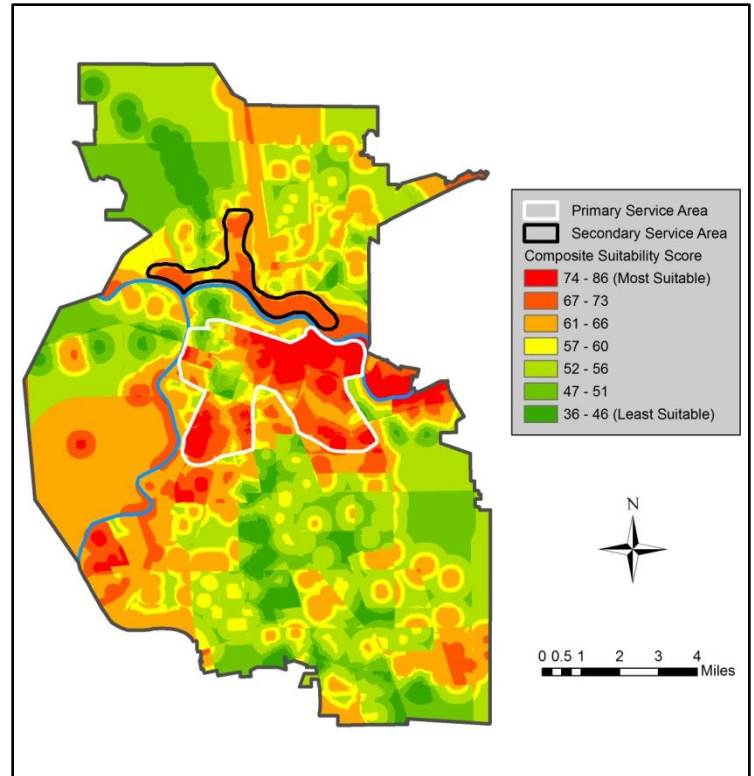 Primary Service Area
Secondary Service Area
Composite Suitability Score
74 - 86 (Most Suitable)
67 - 73
61 - 66
57 - 60
52 - 56
47 - 51
36 - 46 (Least Suitable)
N
0 0.5 1 2 3 4
Miles